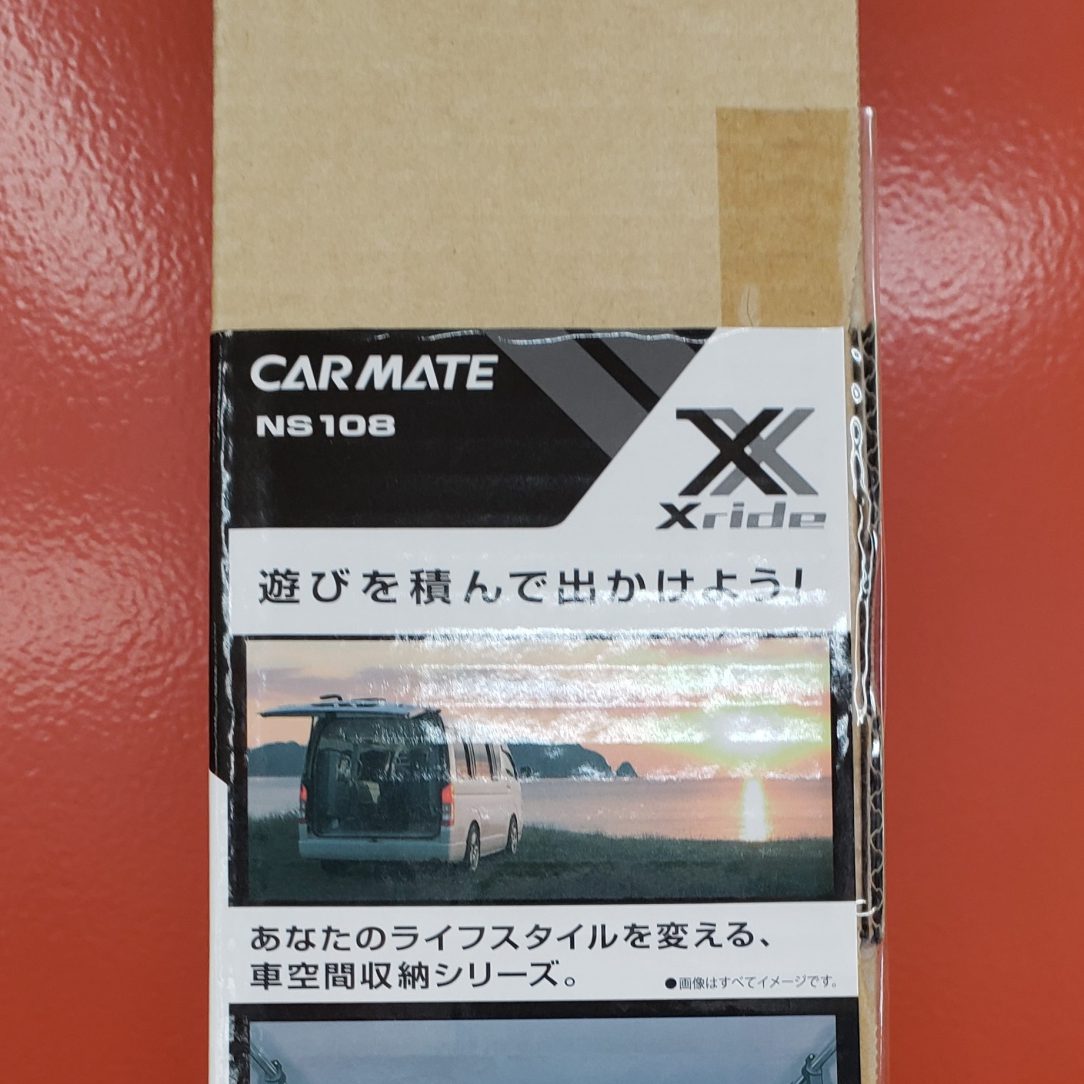 CARMATE
NS108
Xride
遊びを積んで出かけよう!
あなたのライフスタイルを変える、
車空間収納シリーズ。
●画像はすべてイメージです。